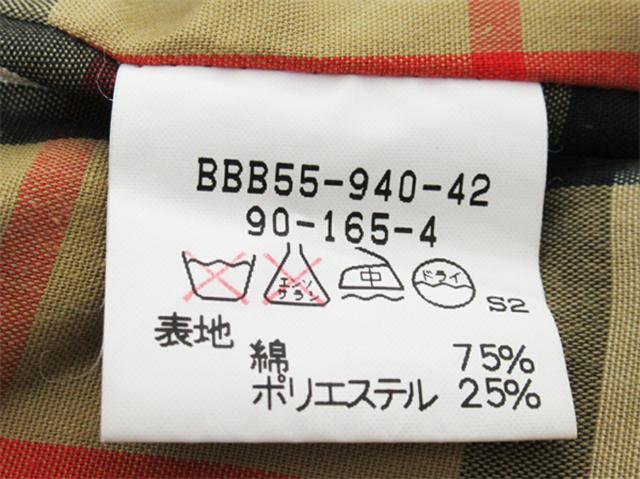 BBB55-940-42
90-165-4
エンソ サラシ 中 ドライ S2
表地
綿 75%
ポリエステル 25%